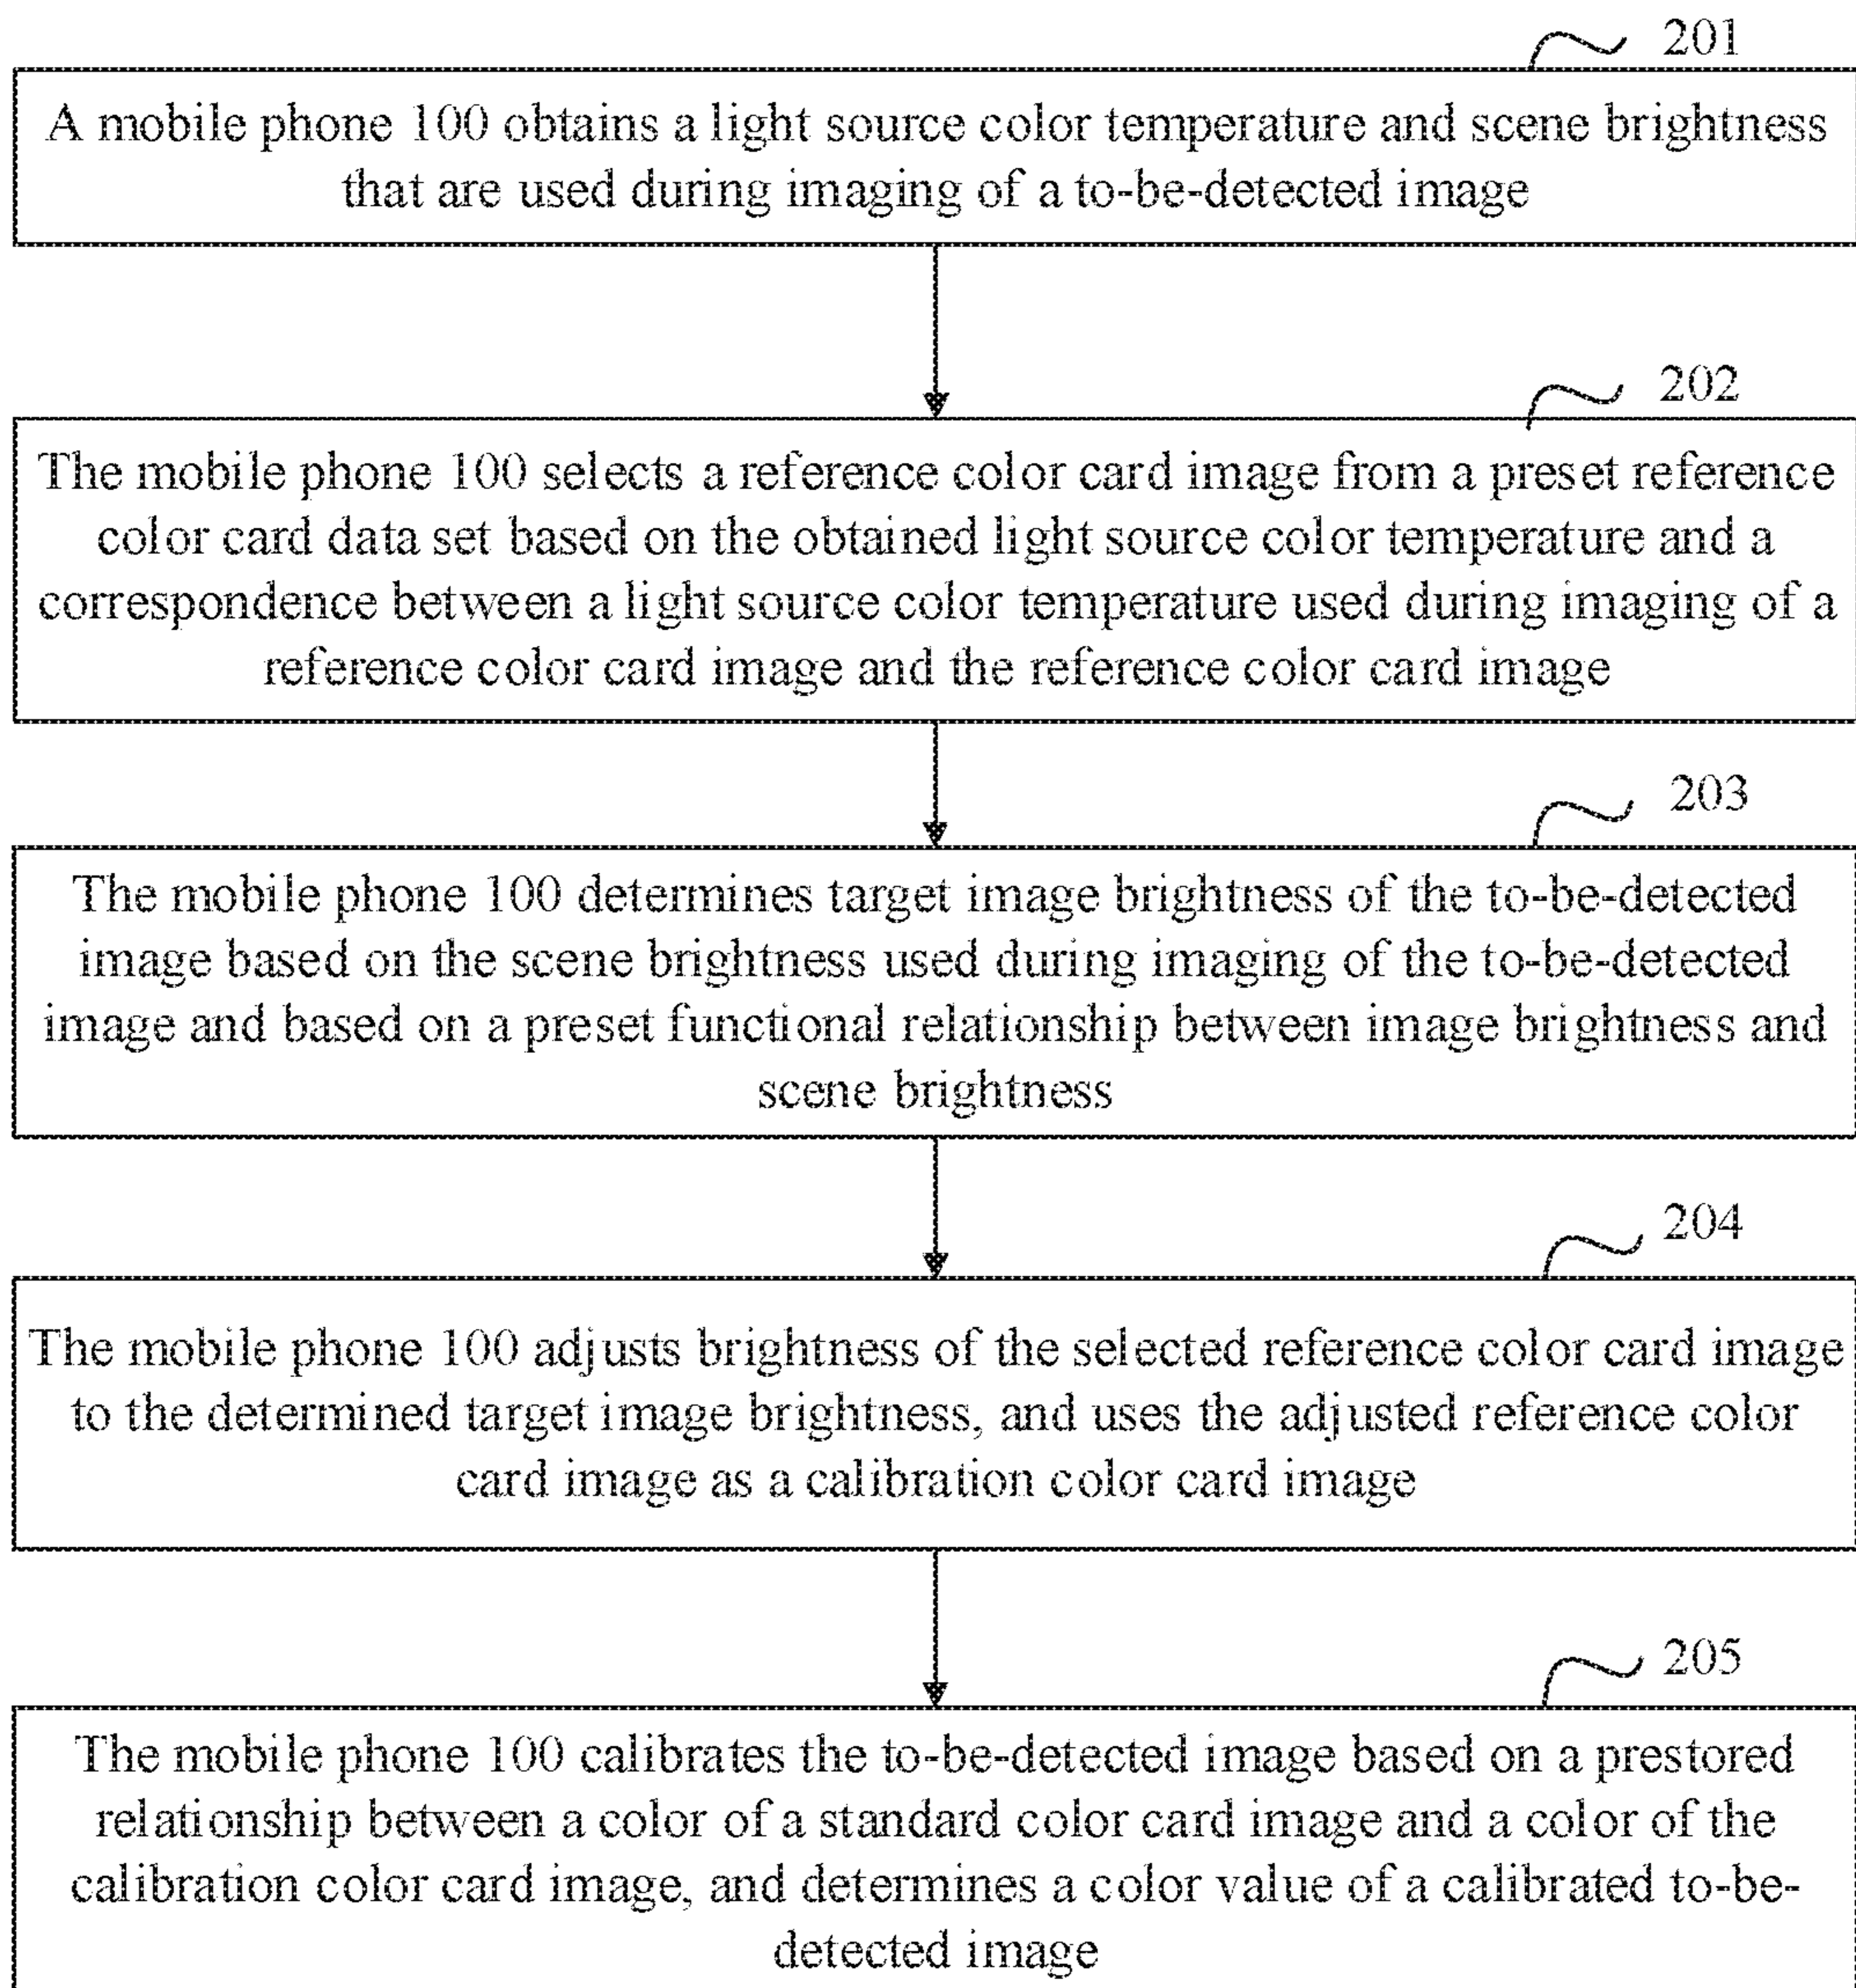 201
A mobile phone 100 obtains a light source color temperature and scene brightness
that are used during imaging of a to-be-detected image
202
The mobile phone 100 selects a reference color card image from a preset reference
color card data set based on the obtained light source color temperature and a
correspondence between a light source color temperature used during imaging of a
reference color card image and the reference color card image
203
The mobile phone 100 determines target image brightness of the to-be-detected
image based on the scene brightness used during imaging of the to-be-detected
image and based on a preset functional relationship between image brightness and
scene brightness
204
The mobile phone 100 adjusts brightness of the selected reference color card image
to the determined target image brightness, and uses the adjusted reference color
card image as a calibration color card image
205
The mobile phone 100 calibrates the to-be-detected image based on a prestored
relationship between a color of a standard color card image and a color of the
calibration color card image, and determines a color value of a calibrated to-be-
detected image